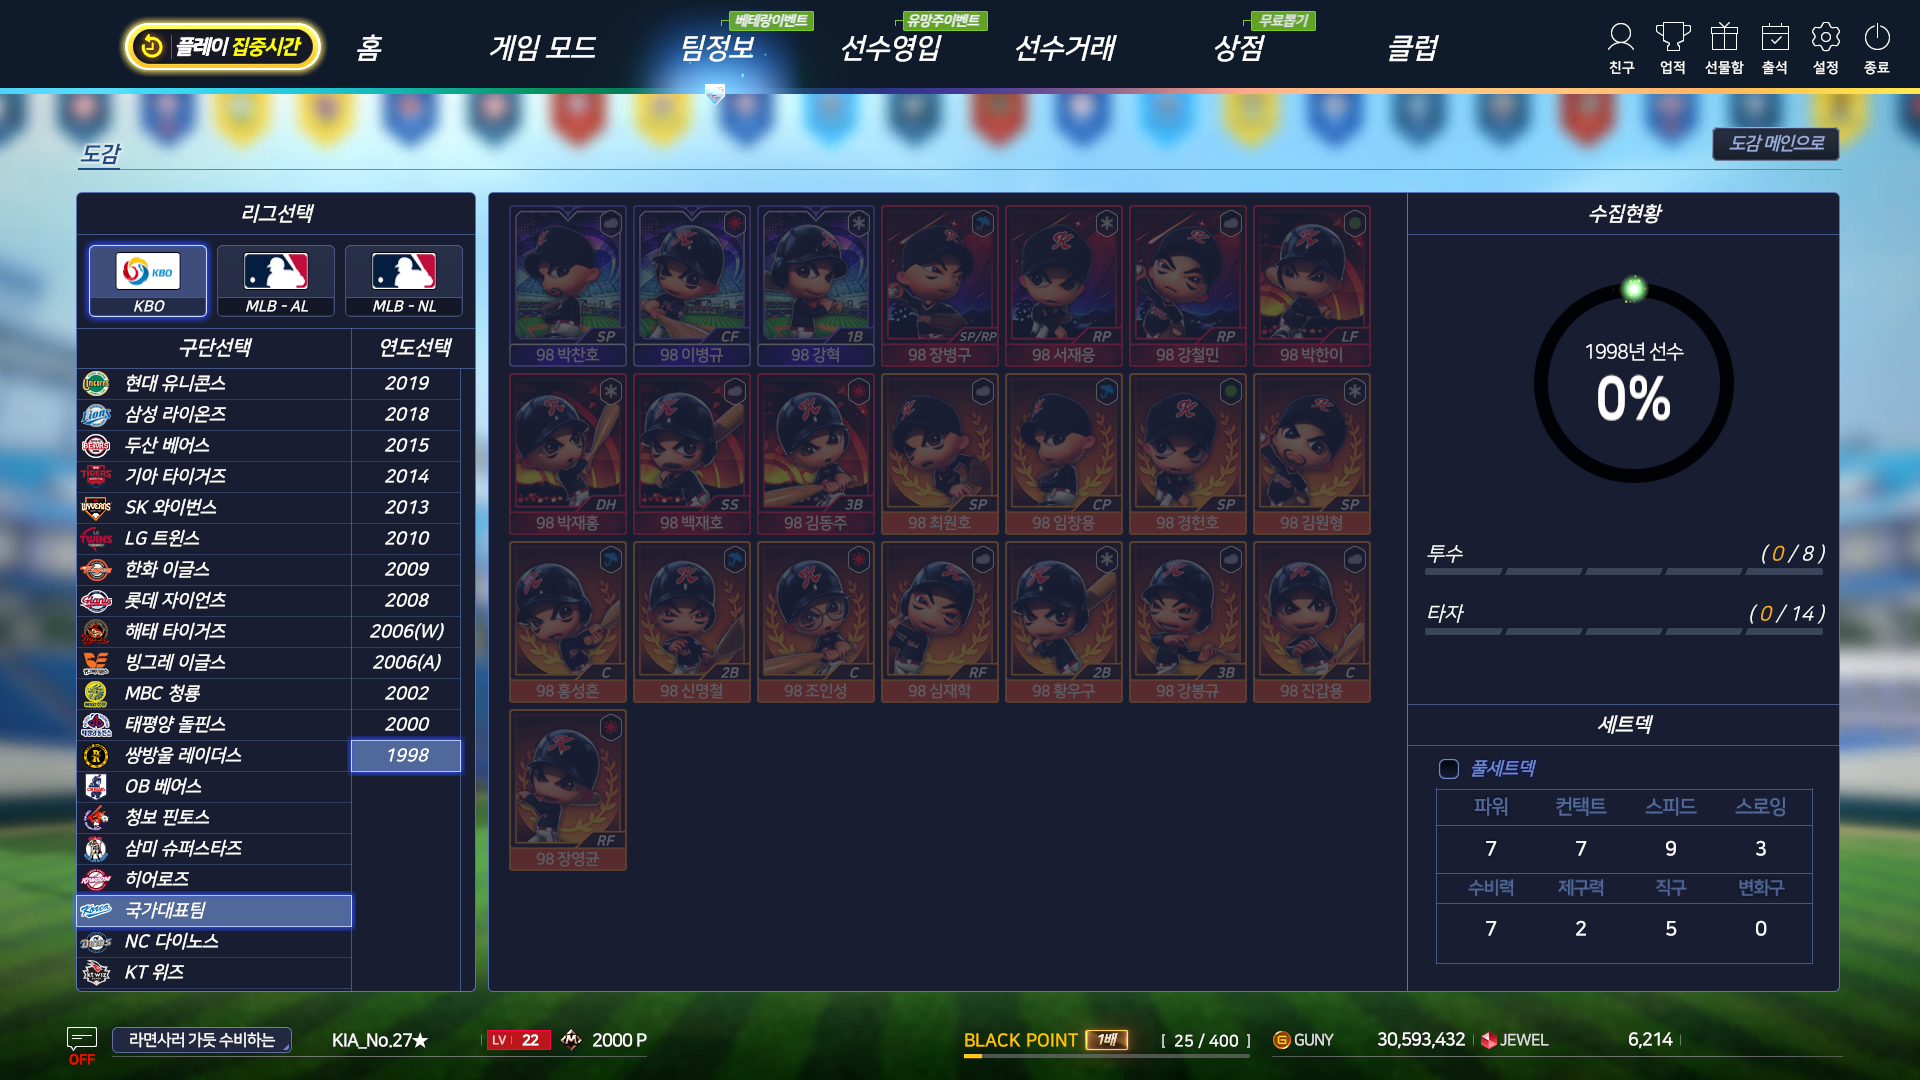 플레이 집중시간
홈
게임 모드
팀정보
베테랑이벤트
선수영입
유망주이벤트
선수거래
상점
무료뽑기
클럽
친구
업적
선물함
출석
설정
종료
도감
도감 메인으로
리그선택
KBO
MLB - AL
MLB - NL
구단선택
연도선택
현대 유니콘스
삼성 라이온즈
두산 베어스
기아 타이거즈
SK 와이번스
LG 트윈스
한화 이글스
롯데 자이언츠
해태 타이거즈
빙그레 이글스
MBC 청룡
태평양 돌핀스
쌍방울 레이더스
OB 베어스
청보 핀토스
삼미 슈퍼스타즈
히어로즈
국가대표팀
NC 다이노스
KT 위즈
2019
2018
2015
2014
2013
2010
2009
2008
2006(W)
2006(A)
2002
2000
1998
SP
98 박찬호
CF
98 이병규
1B
98 강혁
SP/RP
98 장병구
RP
98 서재응
RP
98 강철민
LF
98 박한이
DH
98 박재홍
SS
98 백재호
3B
98 김동주
SP
98 최원호
CP
98 임창용
SP
98 경헌호
SP
98 김원형
C
98 홍성흔
2B
98 신명철
C
98 조인성
RF
98 심재학
2B
98 황우구
3B
98 강봉규
C
98 진갑용
RF
98 장영균
수집현황
1998년 선수
0%
투수
( 0 / 8 )
타자
( 0 / 14 )
세트덱
풀세트덱
파워 컨택트 스피드 스로잉
7 7 9 3
수비력 제구력 직구 변화구
7 2 5 0
OFF
라면사러 가듯 수비하는
KIA_No.27★
LV 22
2000 P
BLACK POINT 1배
[ 25 / 400 ]
GUNY 30,593,432
JEWEL 6,214